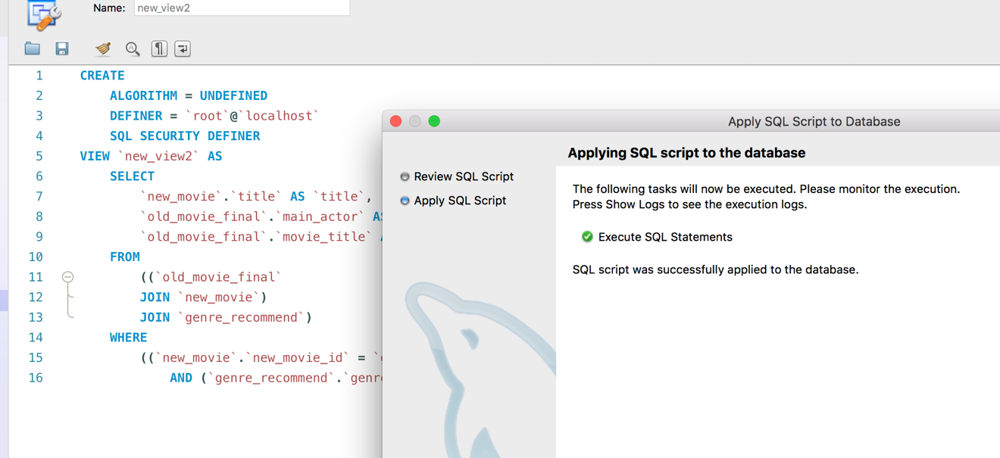 Name: new_view2
1 CREATE
2 ALGORITHM = UNDEFINED
3 DEFINER = `root`@`localhost`
4 SQL SECURITY DEFINER
5 VIEW `new_view2` AS
6 SELECT
7 `new_movie`.`title` AS `title`,
8 `old_movie_final`.`main_actor` AS
9 `old_movie_final`.`movie_title`
10 FROM
11 ((`old_movie_final`
12 JOIN `new_movie`)
13 JOIN `genre_recommend`)
14 WHERE
15 ((`new_movie`.`new_movie_id` = `
16 AND (`genre_recommend`.`genre
Apply SQL Script to Database
Applying SQL script to the database
Review SQL Script
Apply SQL Script
The following tasks will now be executed. Please monitor the execution.
Press Show Logs to see the execution logs.
Execute SQL Statements
SQL script was successfully applied to the database.